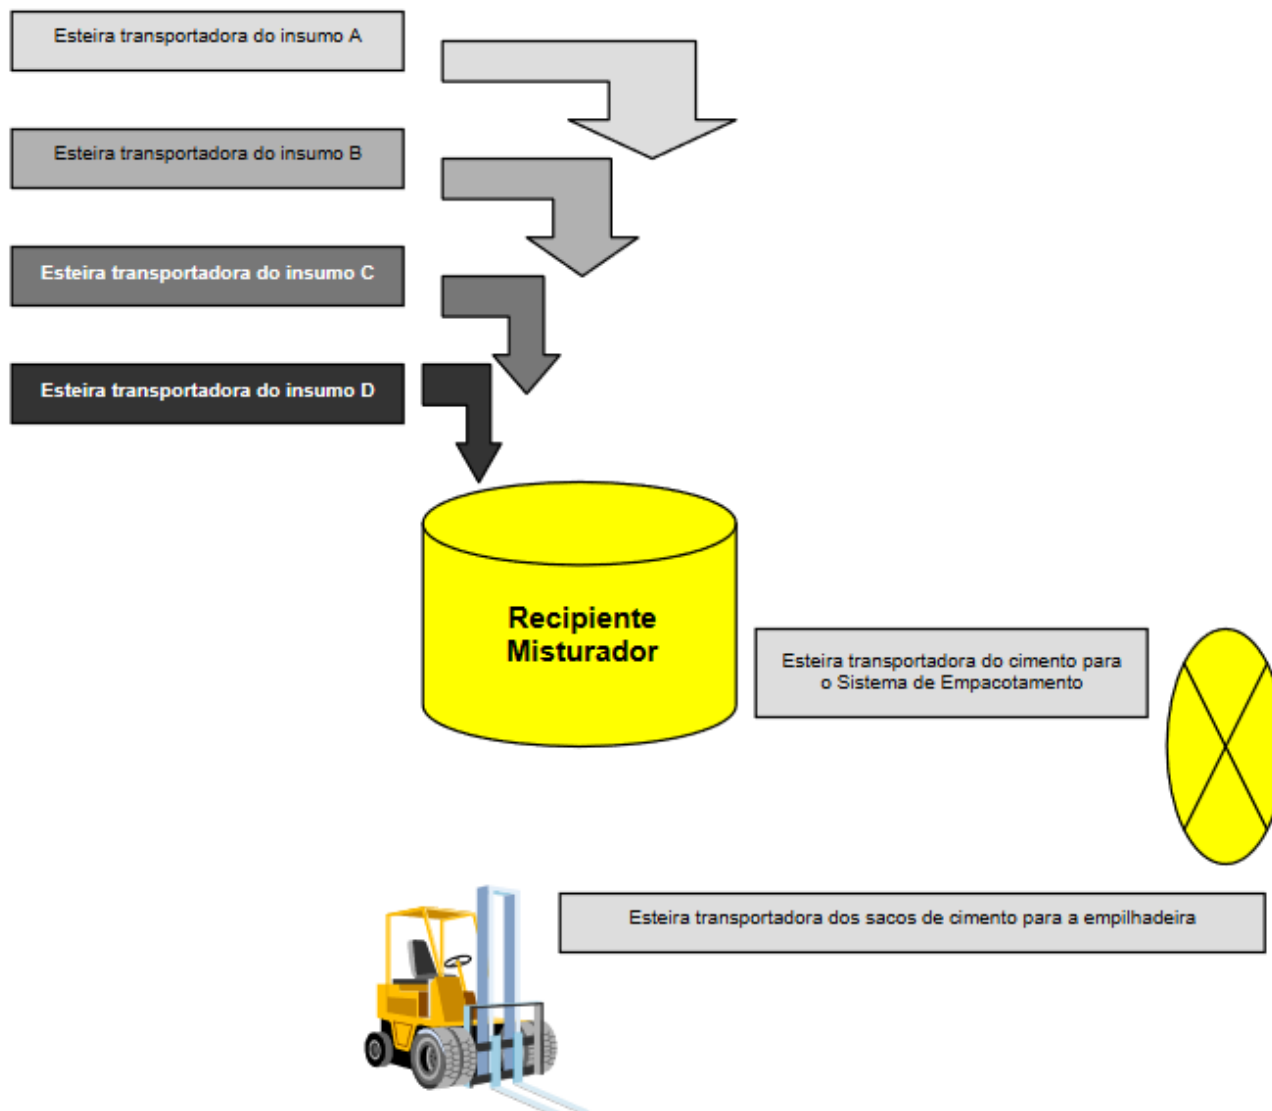 Esteira transportadora do insumo A
Esteira transportadora do insumo B
Esteira transportadora do insumo C
Esteira transportadora do insumo D
Recipiente
Misturador
Esteira transportadora do cimento para
o Sistema de Empacotamento
Esteira transportadora dos sacos de cimento para a empilhadeira